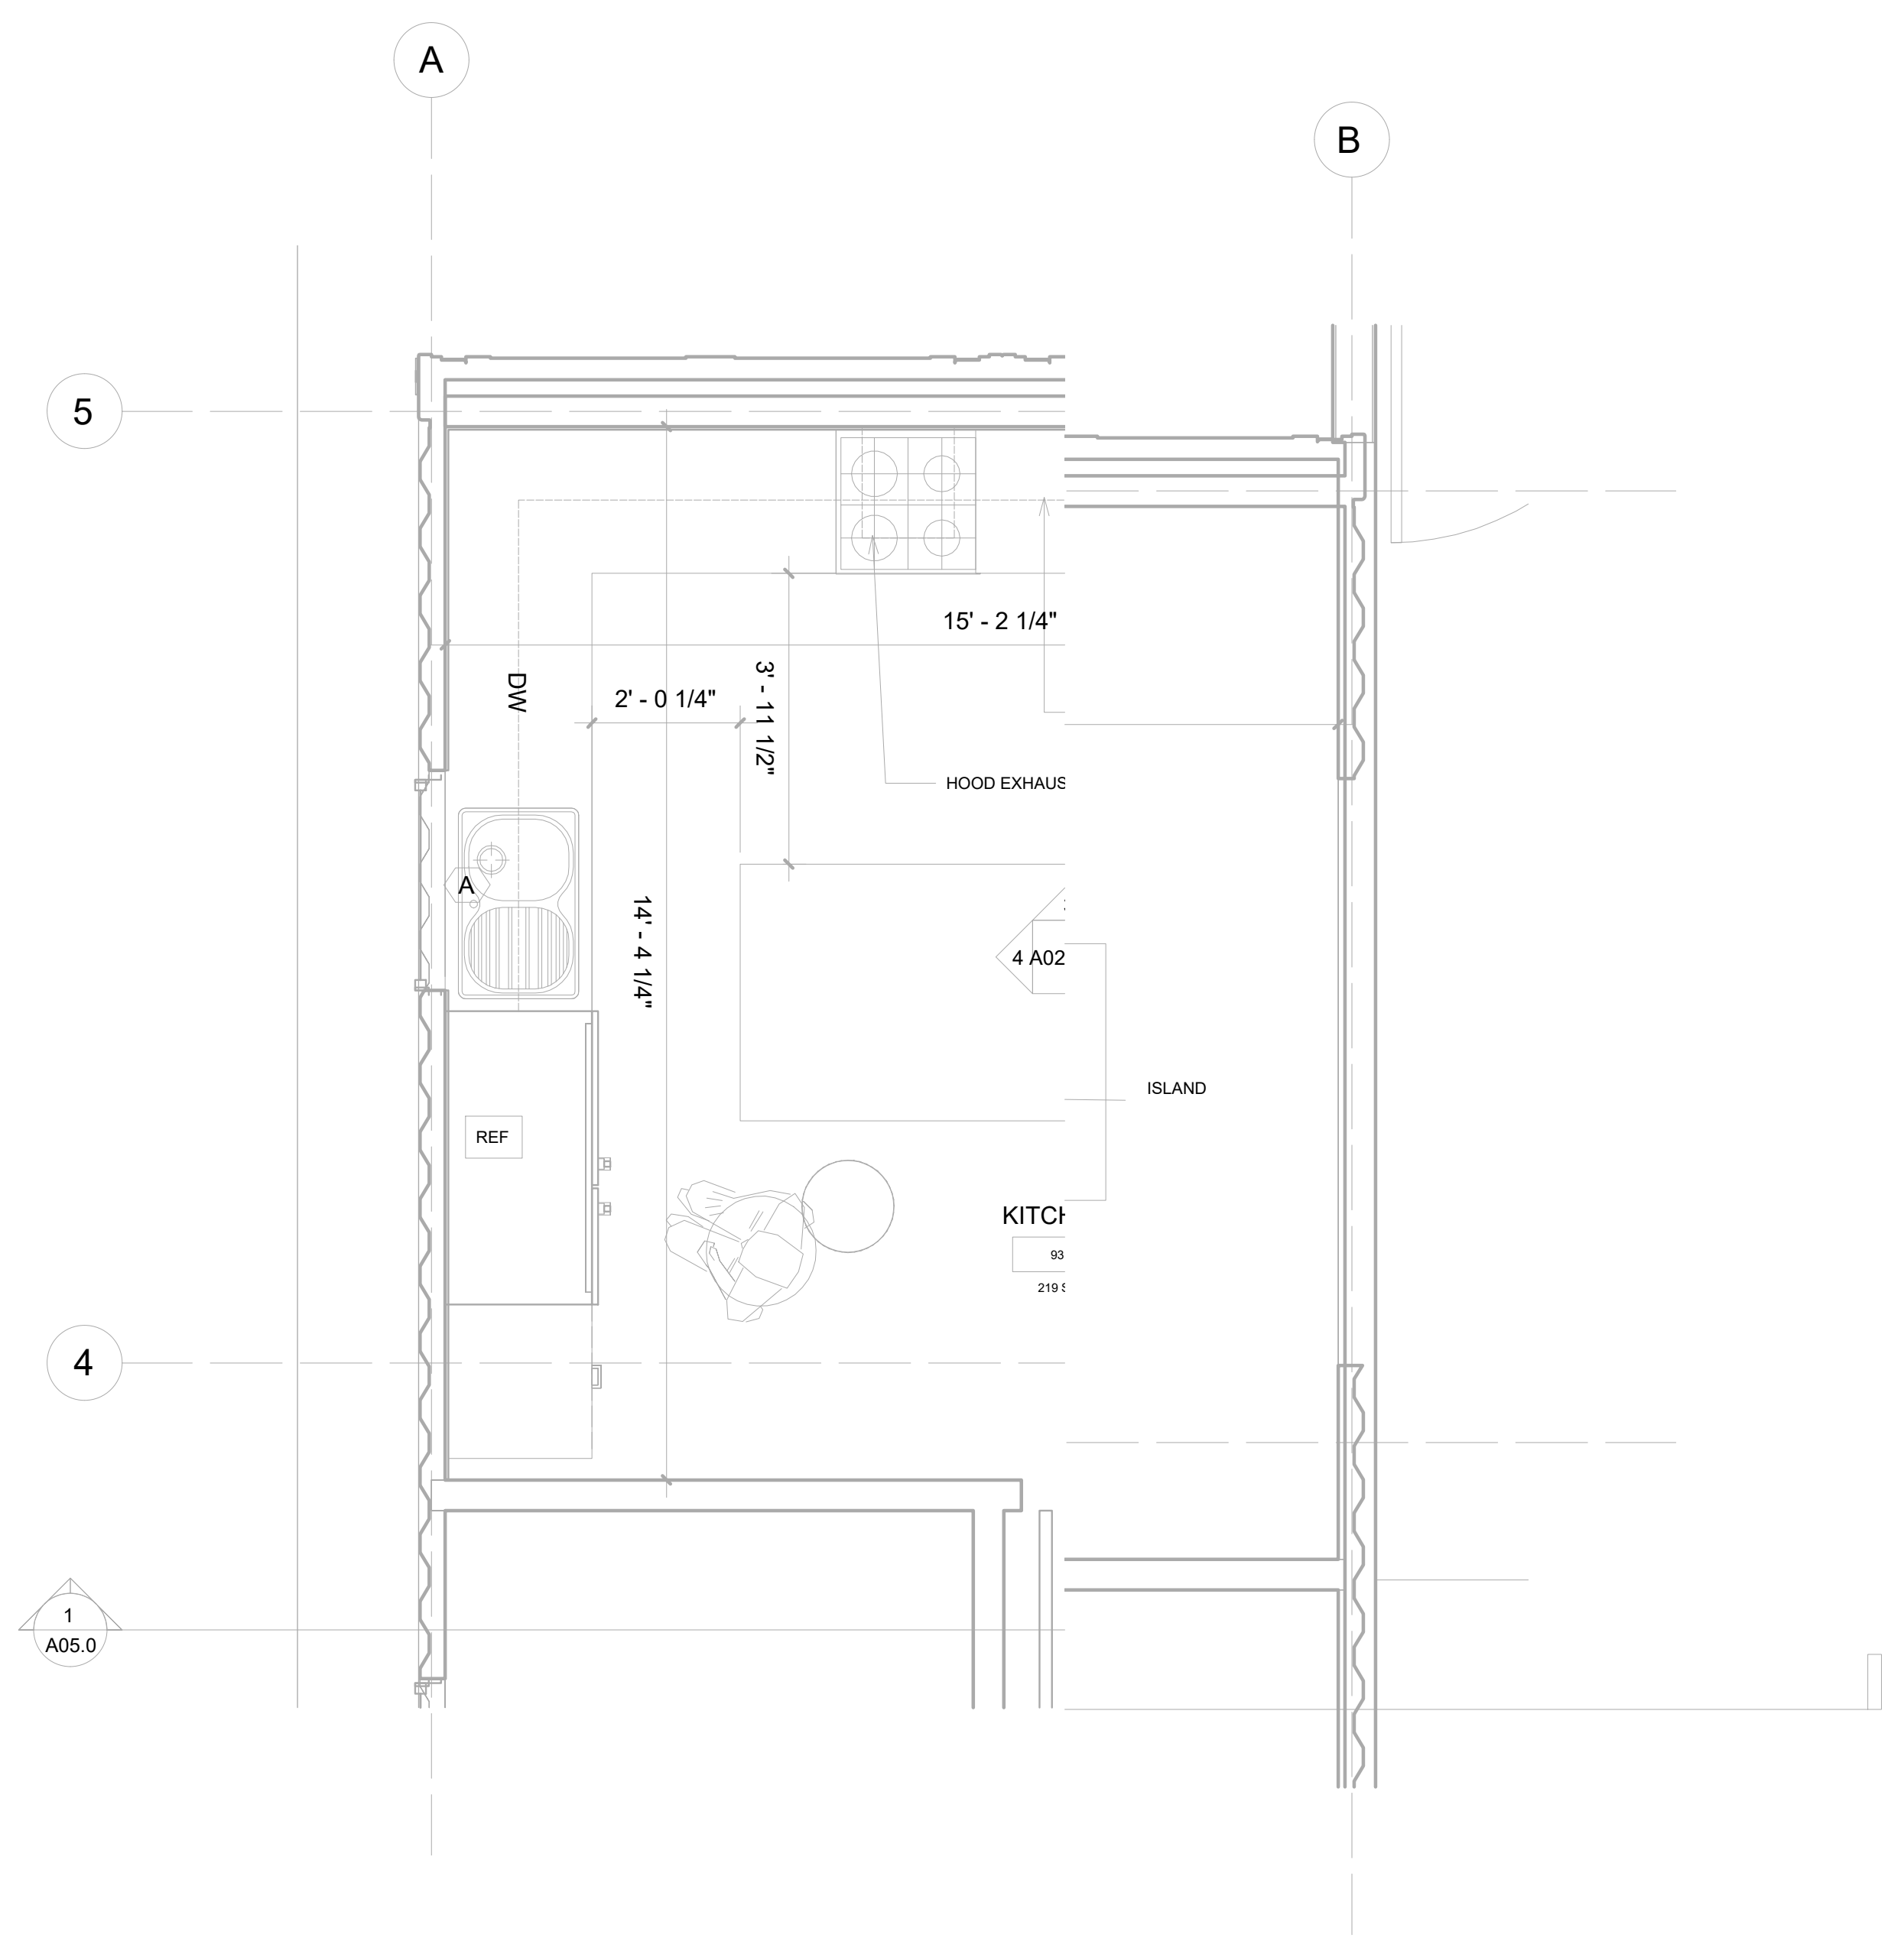 A
B
5
15' - 2 1/4"
2' - 0 1/4"
3' - 11 1/2"
DW
HOOD EXHAUS
A
14' - 4 1/4"
4 A02
ISLAND
REF
KITCH
93
219 S
4
1
A05.0